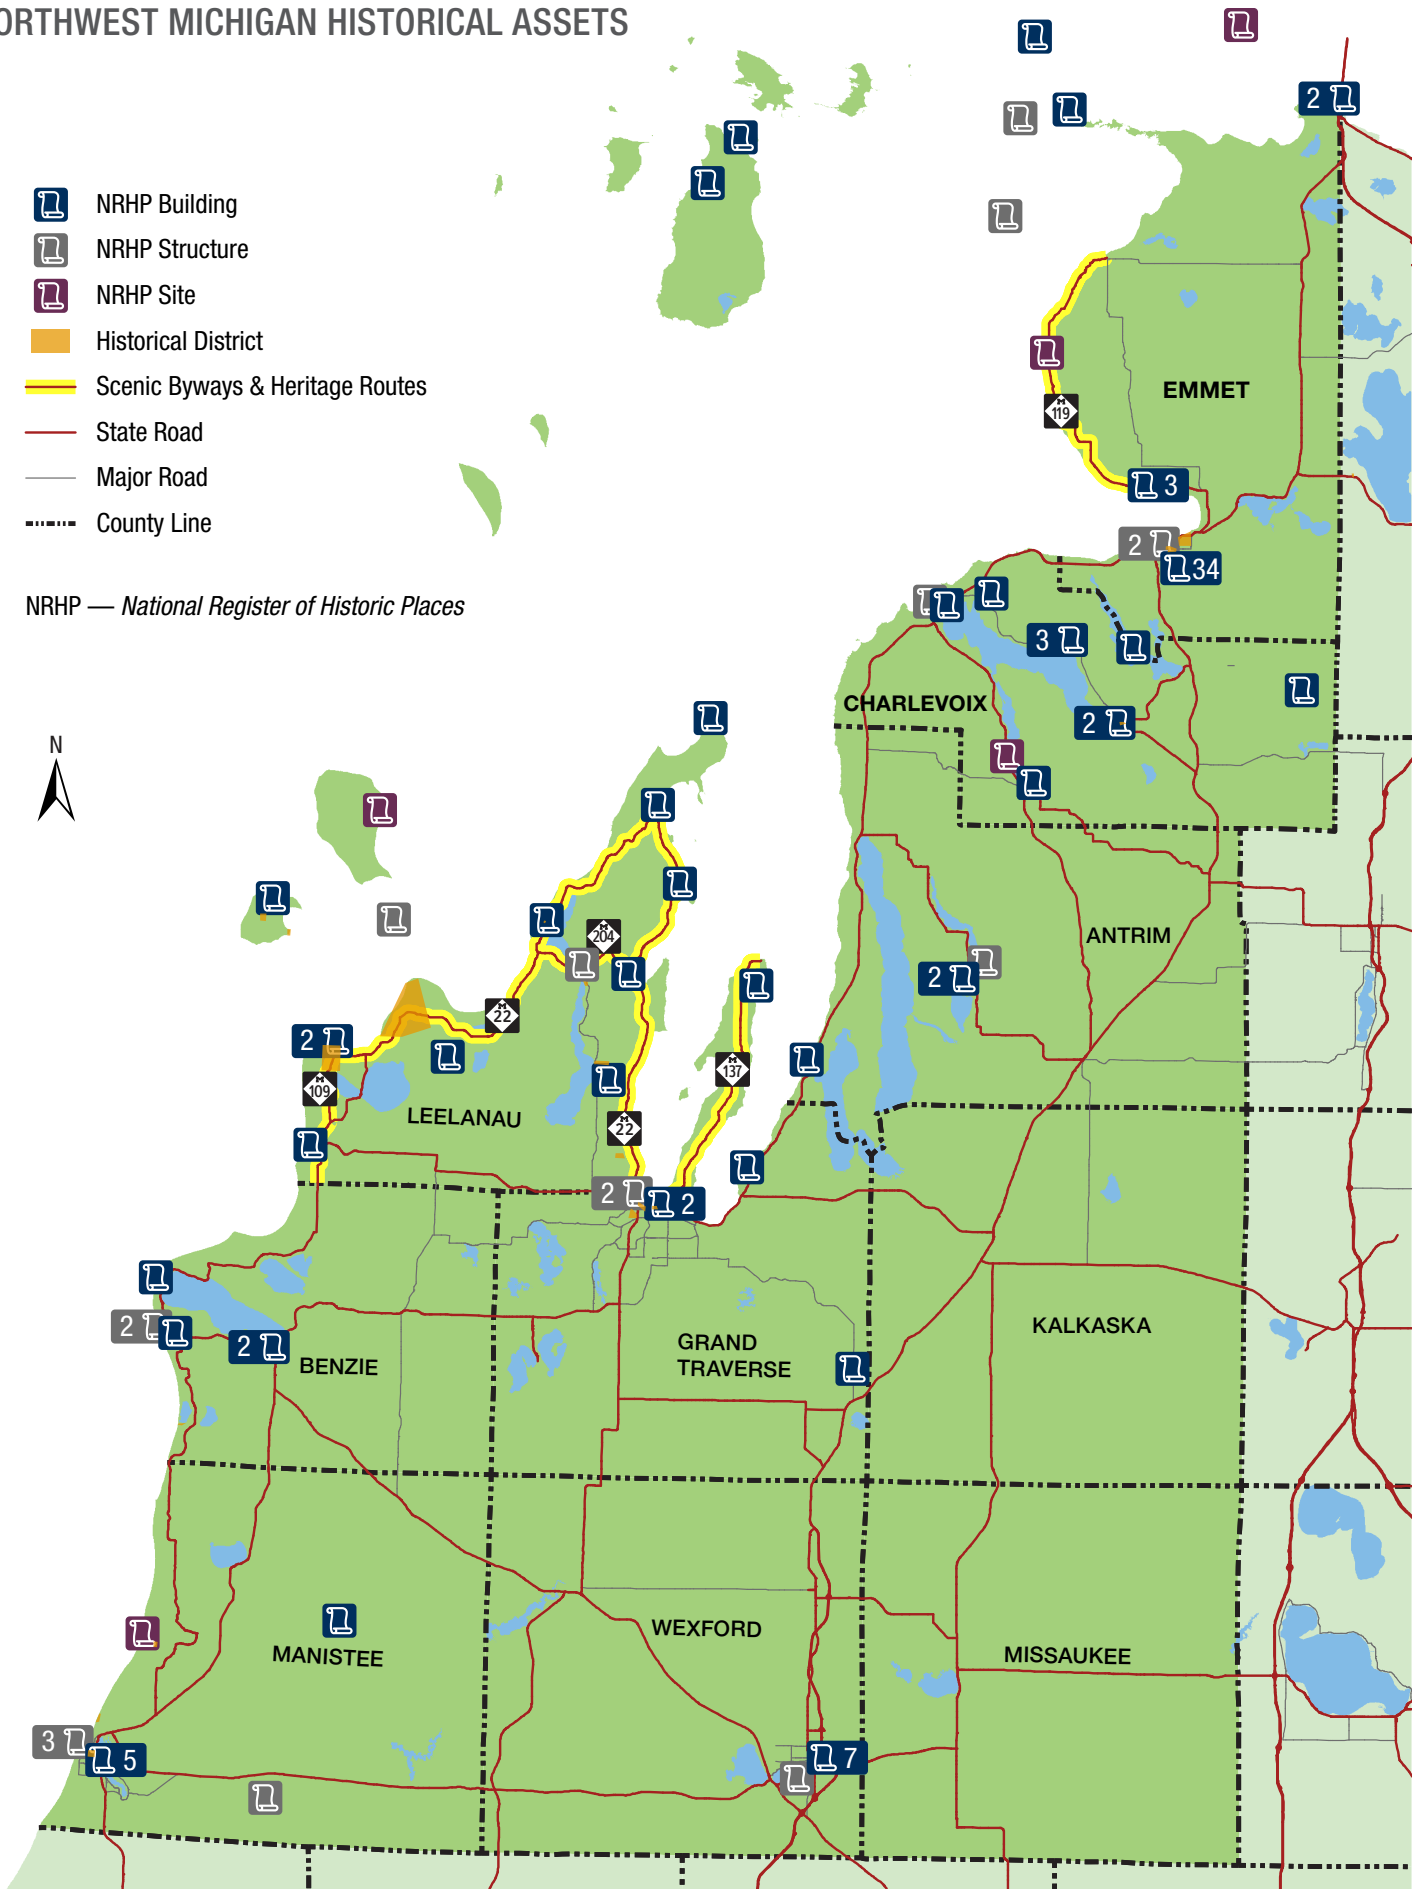 ORTHWEST MICHIGAN HISTORICAL ASSETS
NRHP Building
NRHP Structure
NRHP Site
Historical District
Scenic Byways & Heritage Routes
State Road
Major Road
County Line
NRHP — National Register of Historic Places
N
2
EMMET
M
119
3
2
34
3
CHARLEVOIX
2
M
204
ANTRIM
2
M
22
2
M
137
M
109
LEELANAU
M
22
2
2
2
2
BENZIE
GRAND
TRAVERSE
KALKASKA
MANISTEE
WEXFORD
MISSAUKEE
3
5
7